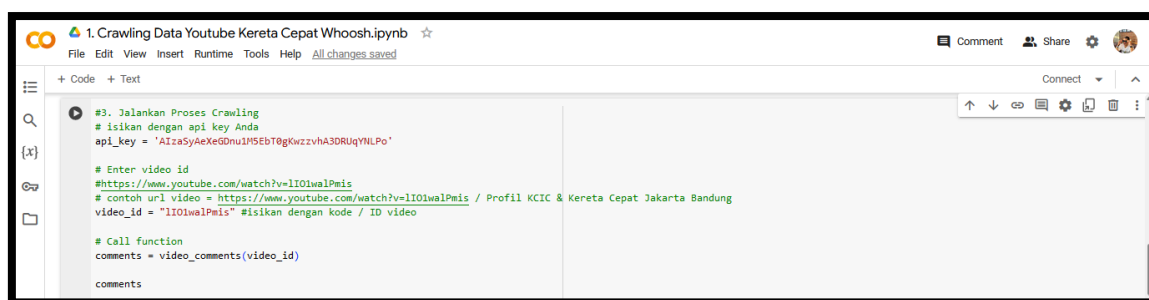 1. Crawling Data Youtube Kereta Cepat Whoosh.ipynb
File Edit View Insert Runtime Tools Help All changes saved
Comment Share
+ Code + Text
Connect
{x}
#3. Jalankan Proses Crawling
# isikan dengan api key Anda
api_key = 'AIzaSyAeXeGDnu1M5EbT0gKwzzvhA3DRUqYNLPo'
# Enter video id
#https://www.youtube.com/watch?v=lIO1walPmis
# contoh url video = https://www.youtube.com/watch?v=lIO1walPmis / Profil KCIC & Kereta Cepat Jakarta Bandung
video_id = "lIO1walPmis" #isikan dengan kode / ID video
# Call function
comments = video_comments(video_id)
comments